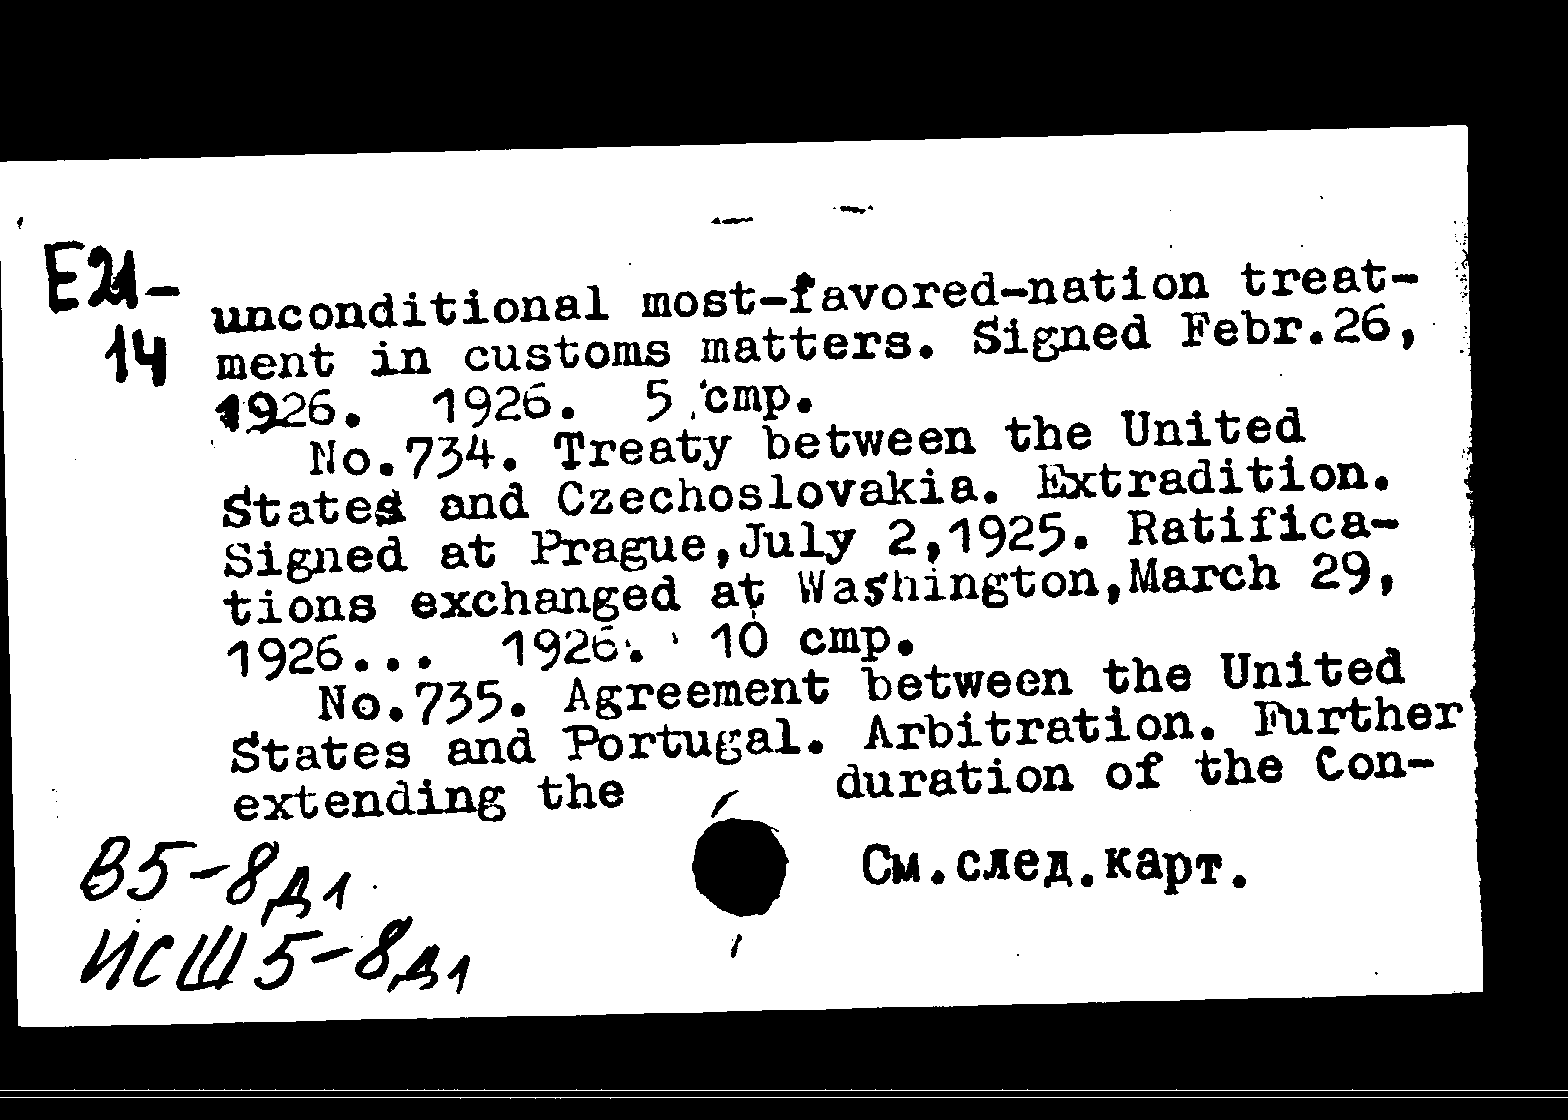 E21-
14
unconditional most-favored-nation treat-
ment in customs matters. Signed Febr.26,
1926. 1926. 5 cmp.
No.734. Treaty between the United
States and Czechoslovakia. Extradition.
Signed at Prague,July 2,1925. Ratifica-
tions exchanged at Washington,March 29,
1926... 1926. 10 cmp.
No.735. Agreement between the United
States and Portugal. Arbitration. Further
extending the duration of the Con-
См.след.карт.
В5-8д1
ИСШ5-8д1